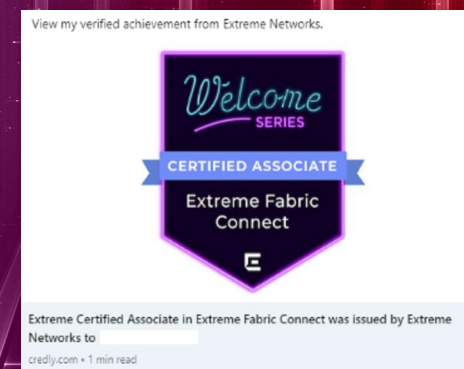 View my verified achievement from Extreme Networks.
Welcome
SERIES
CERTIFIED ASSOCIATE
Extreme Fabric
Connect
E
Extreme Certified Associate in Extreme Fabric Connect was issued by Extreme
Networks to
credly.com • 1 min read